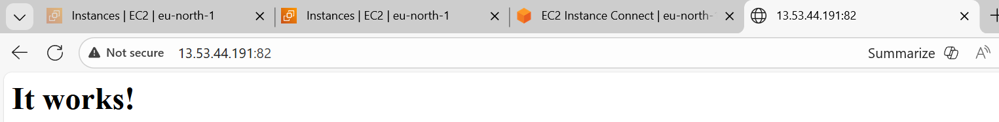 Instances | EC2 | eu-north-1
Instances | EC2 | eu-north-1
EC2 Instance Connect | eu-north-
13.53.44.191:82
Not secure
13.53.44.191:82
Summarize
It works!